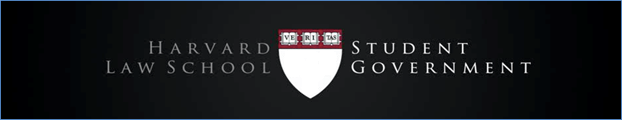 HARVARD
LAW SCHOOL
VE RI TAS
STUDENT
GOVERNMENT